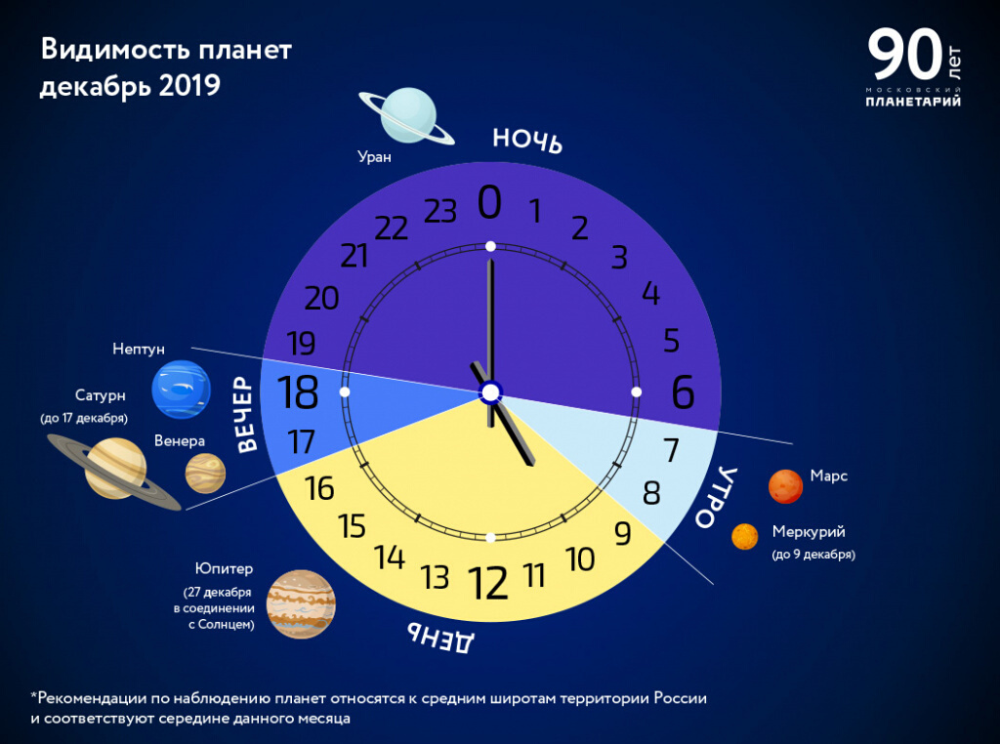 Видимость планет
декабрь 2019
90 лет
МОСКОВСКИЙ
ПЛАНЕТАРИЙ
Уран
НОЧЬ
0
1
2
3
4
5
6
7
8
9
10
11
12
13
14
15
16
17
18
19
20
21
22
23
УТРО
Марс
Меркурий
(до 9 декабря)
ДЕНЬ
Юпитер
(27 декабря
в соединении
с Солнцем)
ВЕЧЕР
Нептун
Сатурн
(до 17 декабря)
Венера
*Рекомендации по наблюдению планет относятся к средним широтам территории России
и соответствуют середине данного месяца